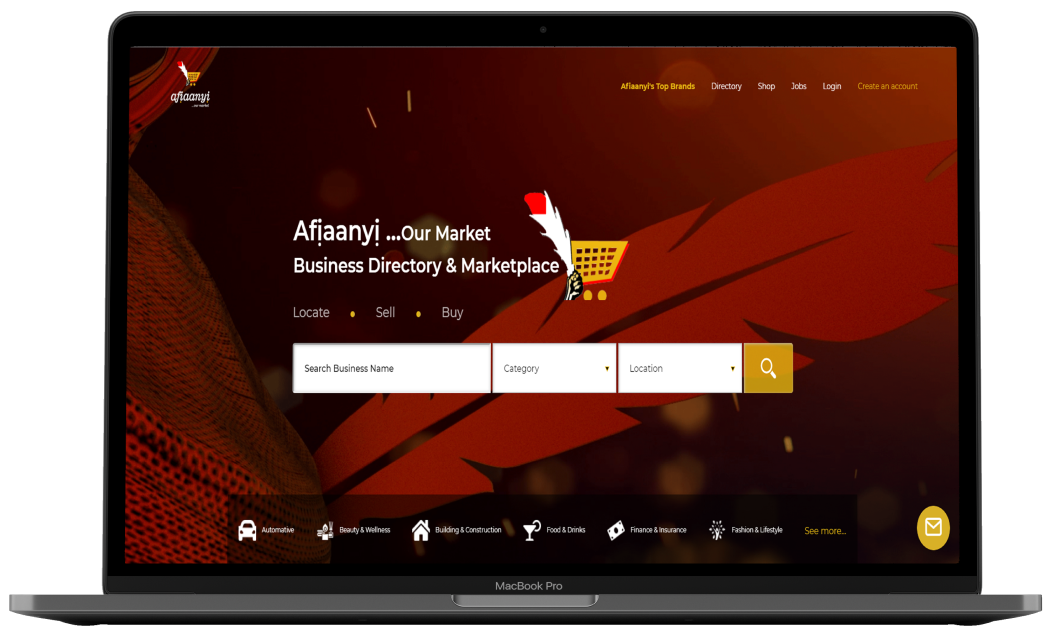 afịaanyị
...our market
Afiaanyi's Top Brands Directory Shop Jobs Login Create an account
Afịaanyị ...Our Market
Business Directory & Marketplace
Locate • Sell • Buy
Search Business Name Category Location
Automative Beauty & Wellness Building & Construction Food & Drinks Finance & Insurance Fashion & Lifestyle See more...
MacBook Pro